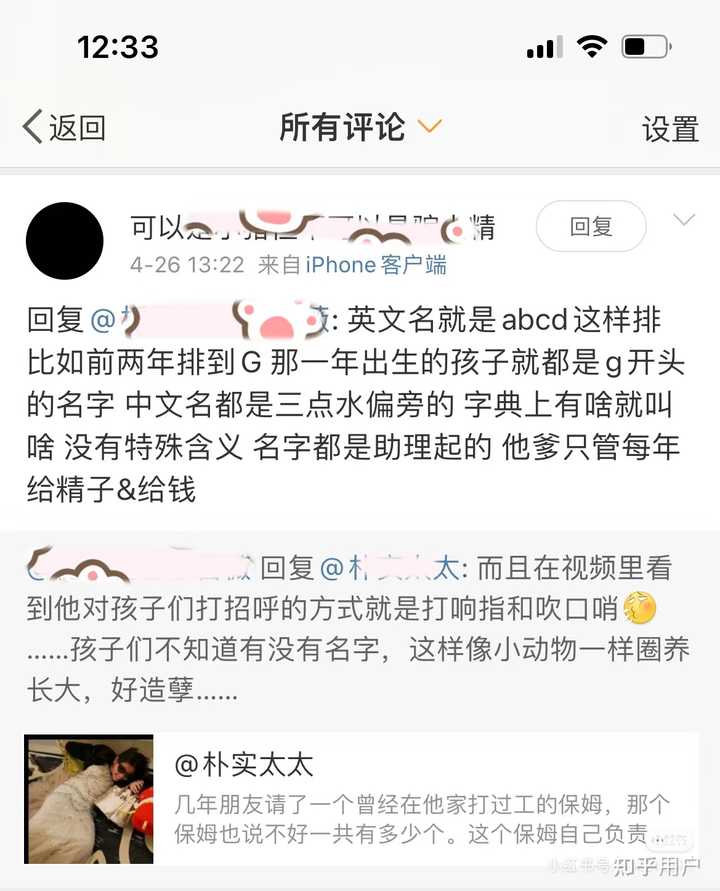 12:33
返回
所有评论
设置
可以是
精
回复
4-26 13:22 来自iPhone客户端
回复@ : 英文名就是abcd这样排
比如前两年排到G 那一年出生的孩子就都是g开头
的名字 中文名都是三点水偏旁的 字典上有啥就叫
啥 没有特殊含义 名字都是助理起的 他爹只管每年
给精子&给钱
回复@朴实太太: 而且在视频里看
到他对孩子们打招呼的方式就是打响指和吹口哨
……孩子们不知道有没有名字，这样像小动物一样圈养
长大，好造孽……
@朴实太太
几年朋友请了一个曾经在他家打过工的保姆，那个
保姆也说不好一共有多少个。这个保姆自己负责
小红书
小红书号
知乎用户